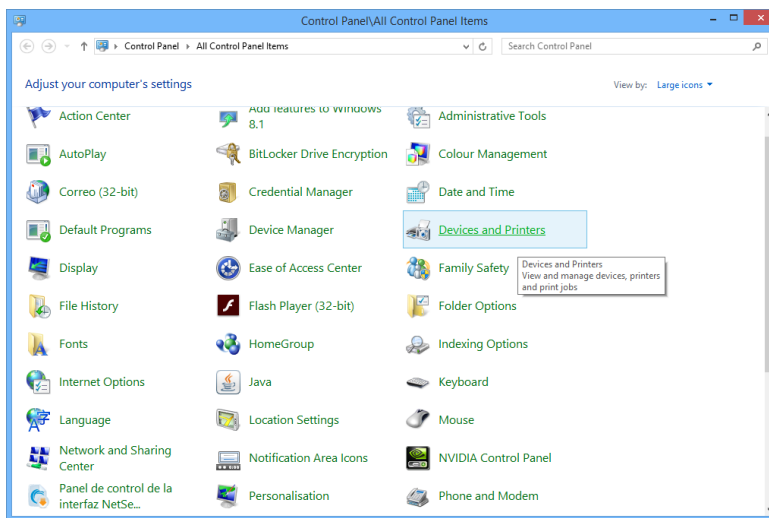 Control Panel\All Control Panel Items
Control Panel All Control Panel Items Search Control Panel
Adjust your computer's settings View by: Large icons
Action Center
Add features to Windows
8.1
Administrative Tools
AutoPlay
BitLocker Drive Encryption
Colour Management
Correo (32-bit)
Credential Manager
Date and Time
Default Programs
Device Manager
Devices and Printers
Display
Ease of Access Center
Family Safety
Devices and Printers
View and manage devices, printers
and print jobs
File History
Flash Player (32-bit)
Folder Options
Fonts
HomeGroup
Indexing Options
Internet Options
Java
Keyboard
Language
Location Settings
Mouse
Network and Sharing
Center
Notification Area Icons
NVIDIA Control Panel
Panel de control de la
interfaz NetSe...
Personalisation
Phone and Modem